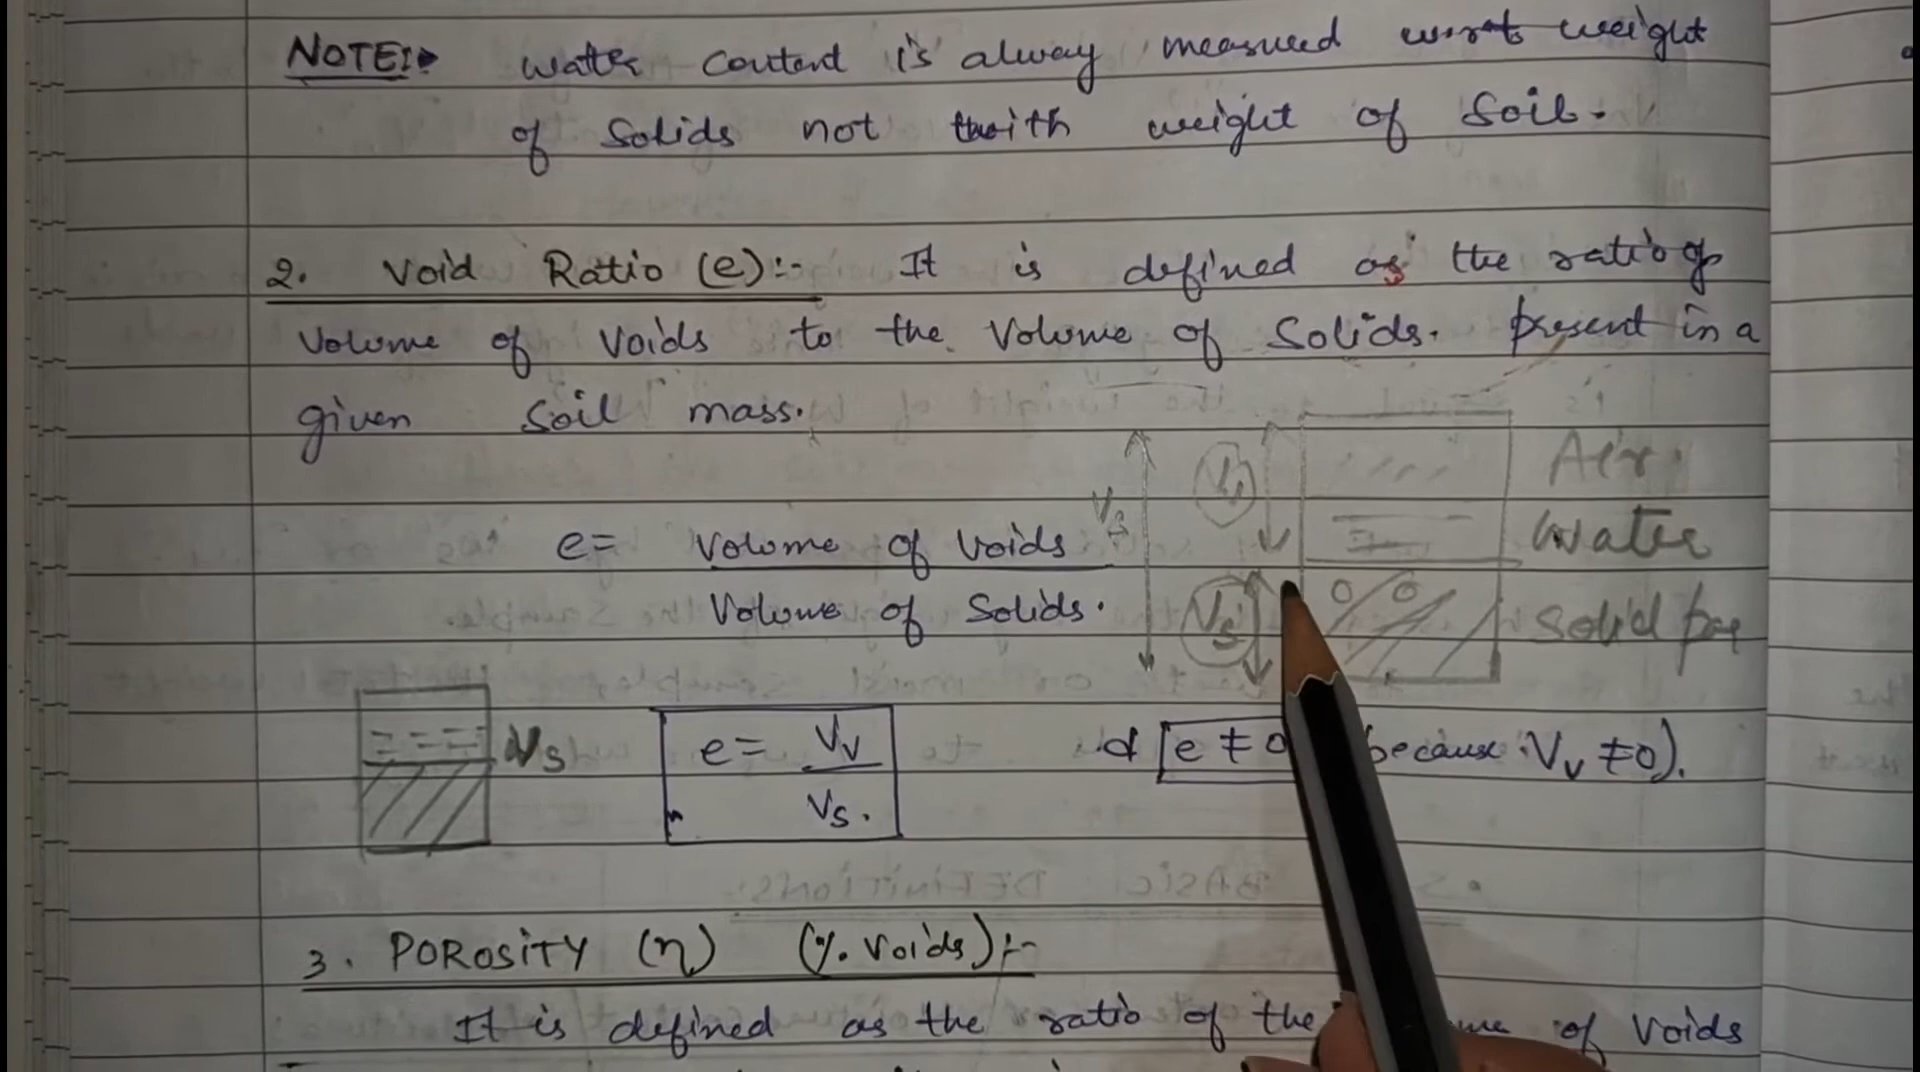 NOTE:- water content is alway measured w.r.t weight
of Solids not with weight of Soil.
2. Void Ratio (e):- It is defined as the ratio of
Volume of Voids to the Volume of Solids. present in a
given Soil mass.
Air
Vv
e= Volume of Voids
Water
Volume of Solids.
Vs
Solid
Vs
e= Vv
Vs.
e ≠ 0 because Vv ≠0).
3. POROSITY (η) (%. Voids):-
It is defined as the ratio of the of Voids